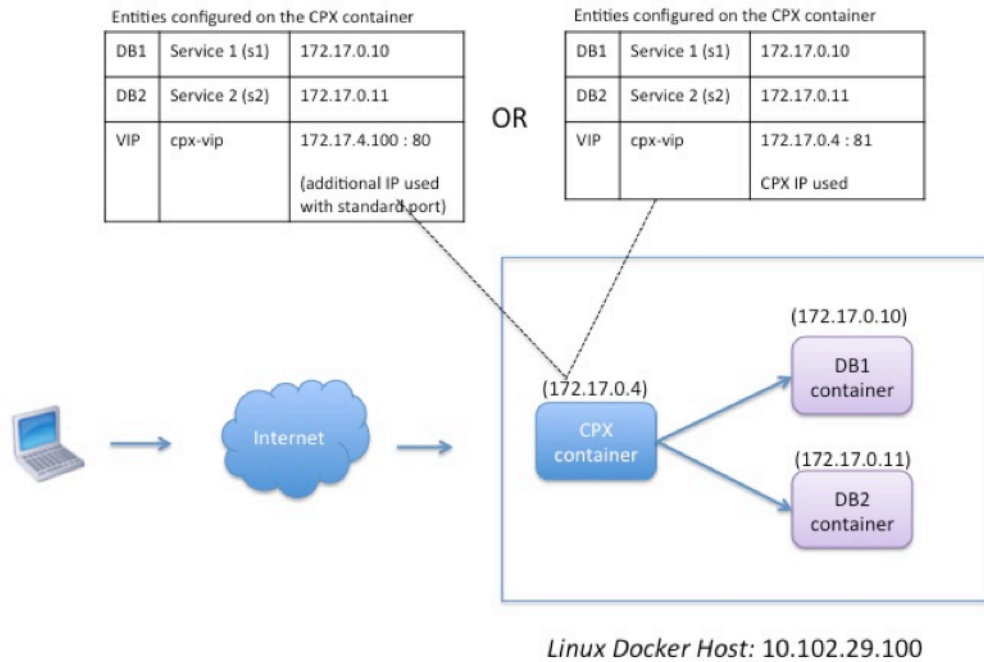 Entities configured on the CPX container
DB1 Service 1 (s1) 172.17.0.10
DB2 Service 2 (s2) 172.17.0.11
VIP cpx-vip 172.17.4.100 : 80
(additional IP used
with standard port)
OR
Entities configured on the CPX container
DB1 Service 1 (s1) 172.17.0.10
DB2 Service 2 (s2) 172.17.0.11
VIP cpx-vip 172.17.0.4 : 81
CPX IP used
Internet
(172.17.0.4)
CPX
container
(172.17.0.10)
DB1
container
(172.17.0.11)
DB2
container
Linux Docker Host: 10.102.29.100